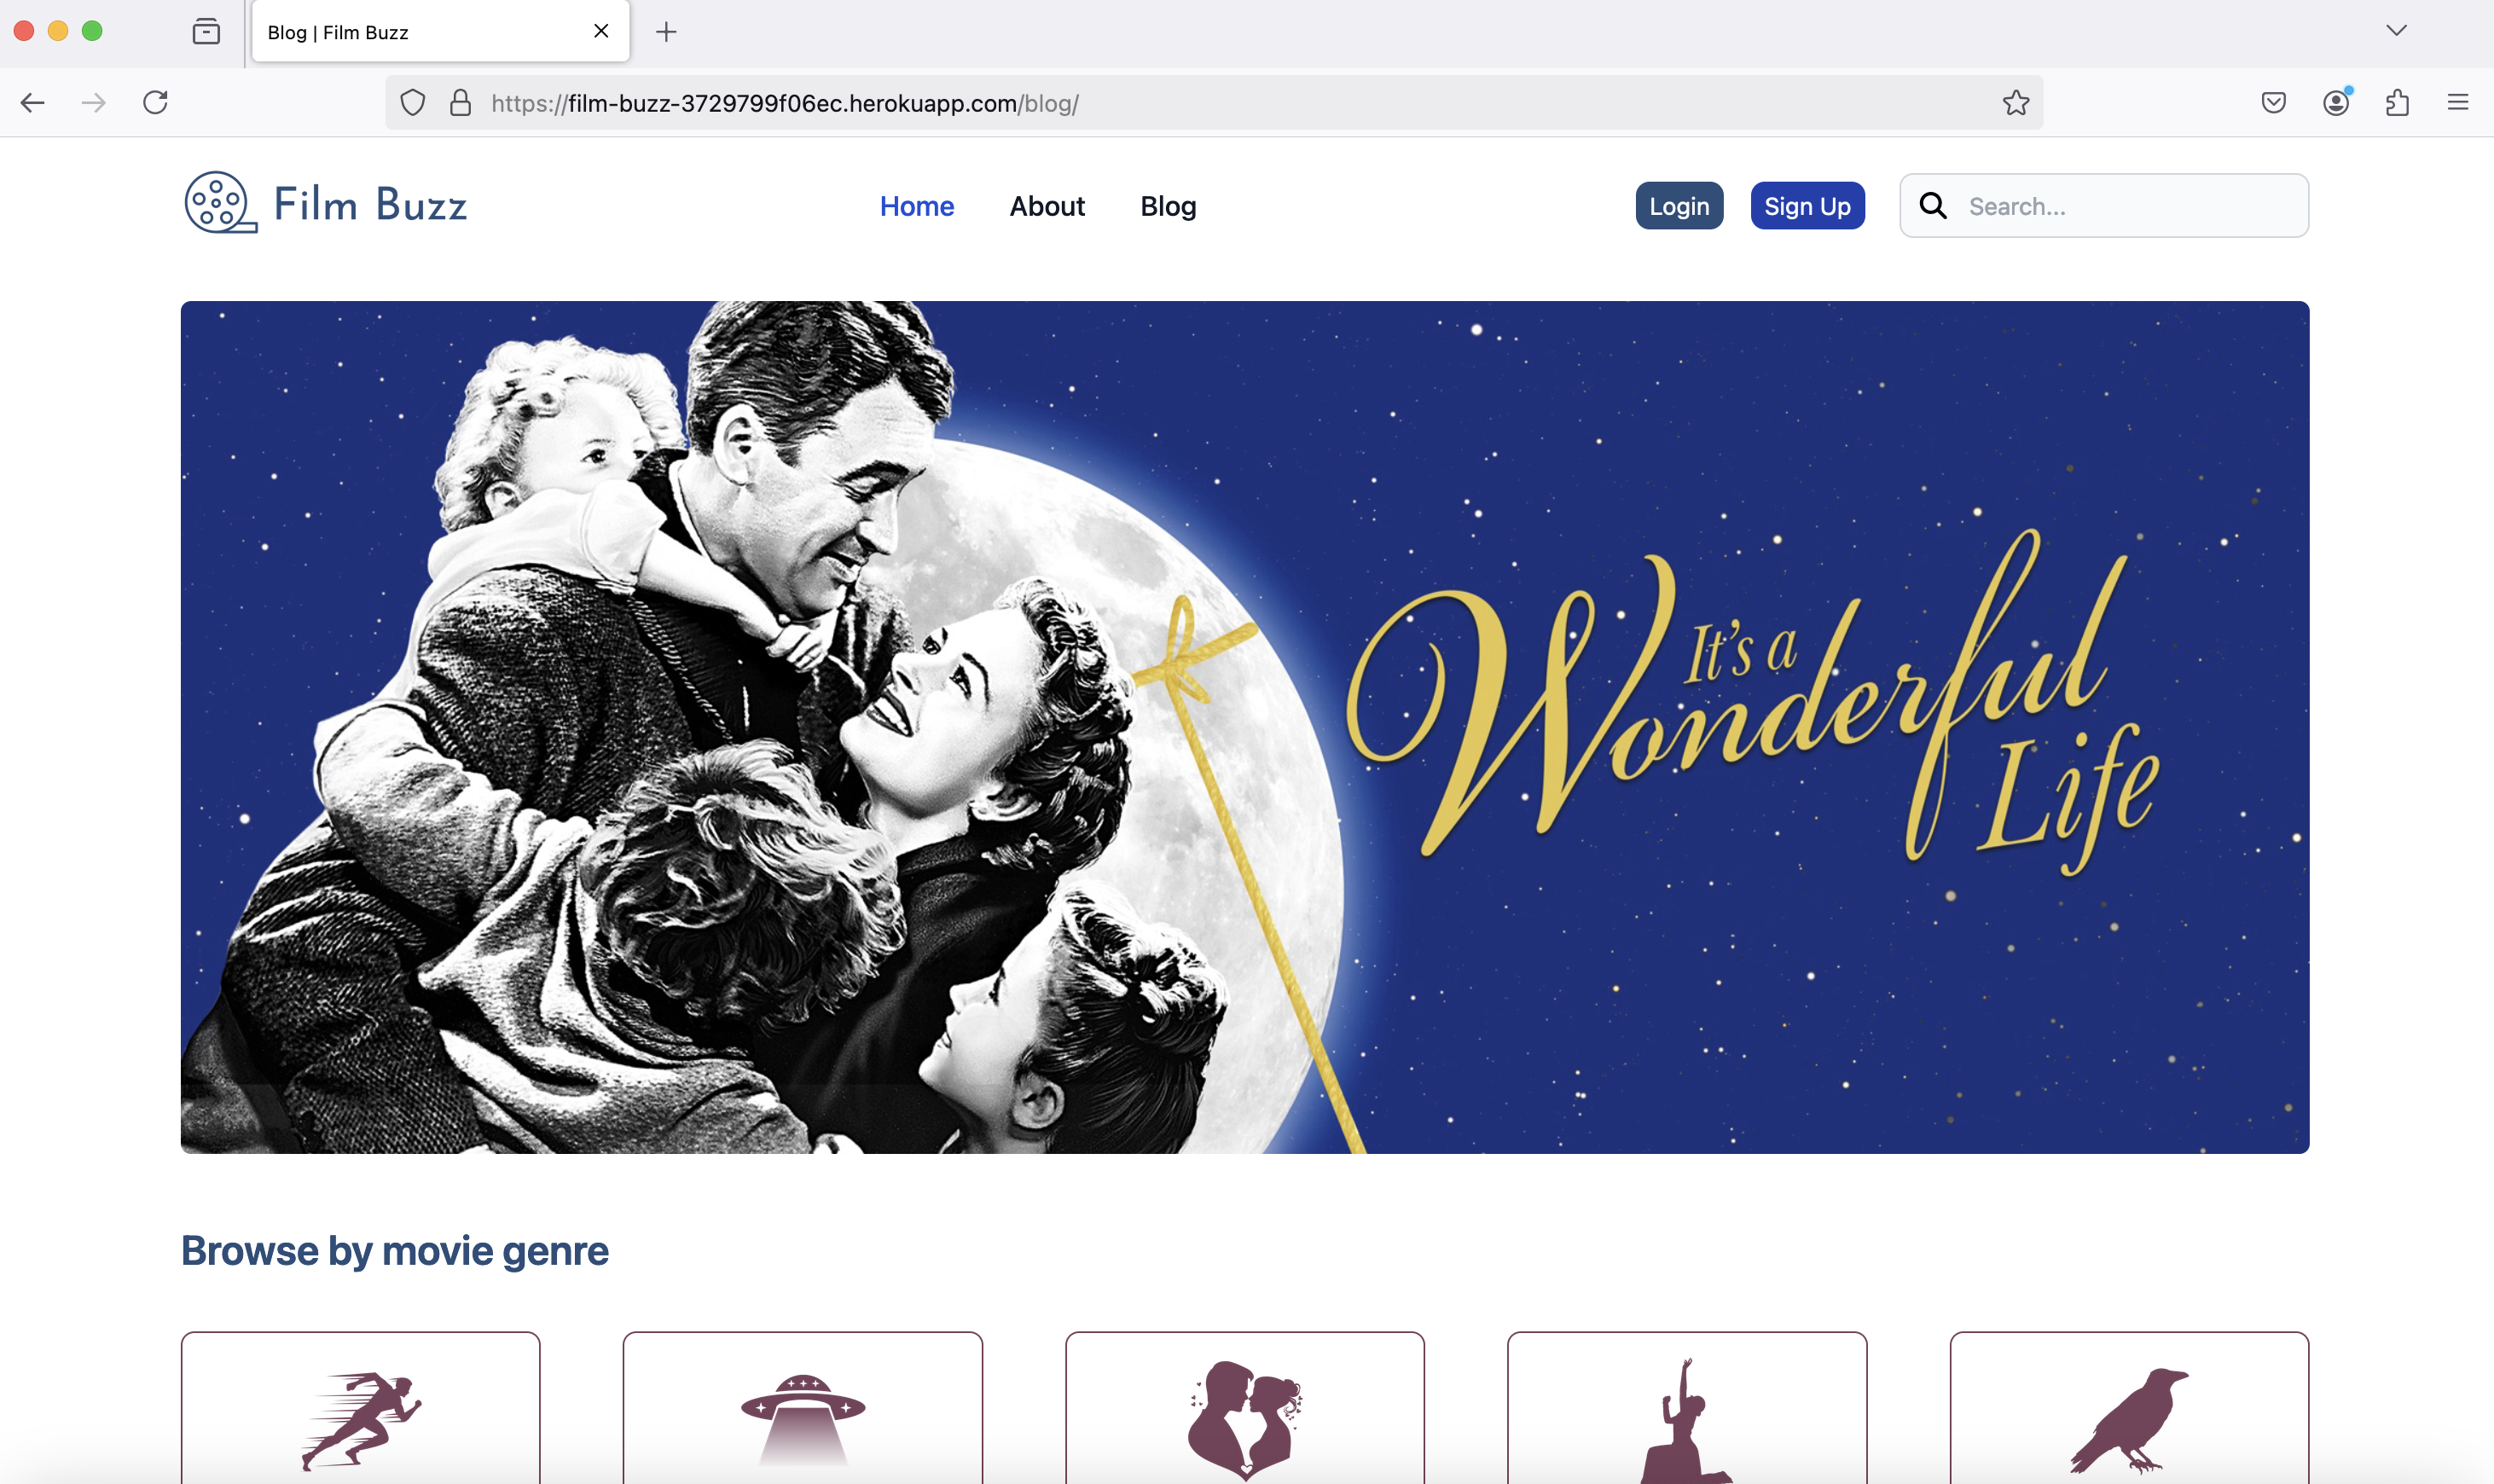 Blog | Film Buzz
https://film-buzz-3729799f06ec.herokuapp.com/blog/
Film Buzz
Home About Blog
Login Sign Up Search...
It's a
Wonderful
Life
Browse by movie genre